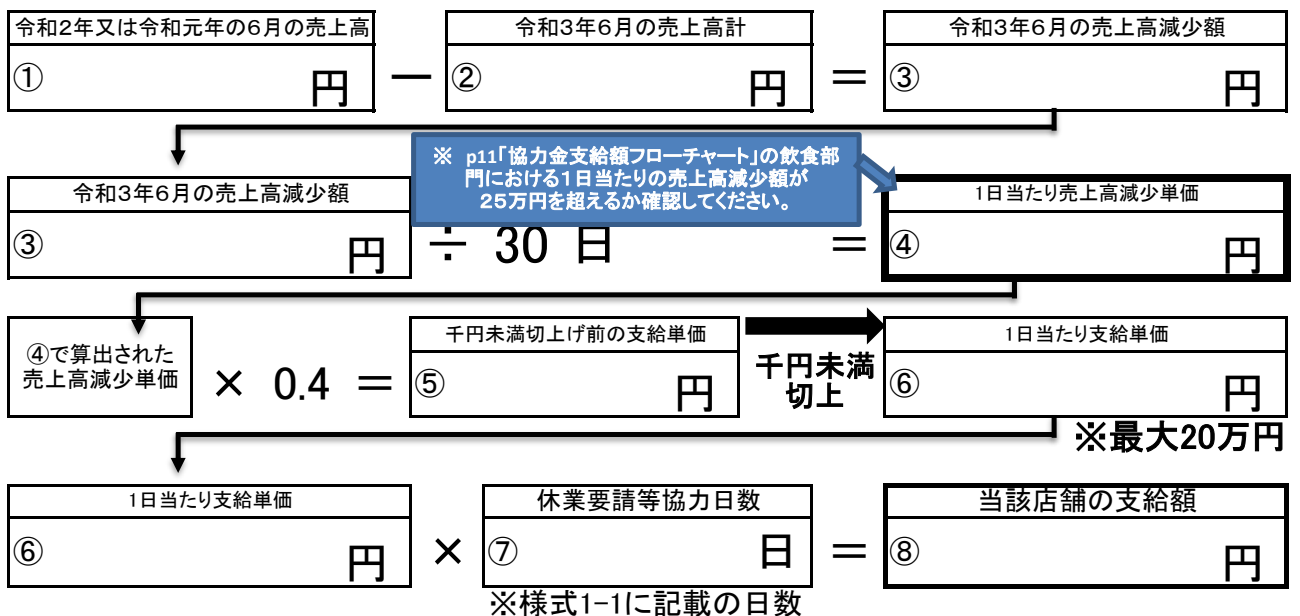 令和2年又は令和元年の6月の売上高
① 円
－
令和3年6月の売上高計
② 円
＝
令和3年6月の売上高減少額
③ 円
※ p11「協力金支給額フローチャート」の飲食部
門における1日当たりの売上高減少額が
25万円を超えるか確認してください。
令和3年6月の売上高減少額
③ 円
÷ 30 日
＝
1日当たり売上高減少単価
④ 円
④で算出された
売上高減少単価
× 0.4 ＝
千円未満切上げ前の支給単価
⑤ 円
千円未満
切上
1日当たり支給単価
⑥ 円
※最大20万円
1日当たり支給単価
⑥ 円
×
休業要請等協力日数
⑦ 日
※様式1-1に記載の日数
＝
当該店舗の支給額
⑧ 円